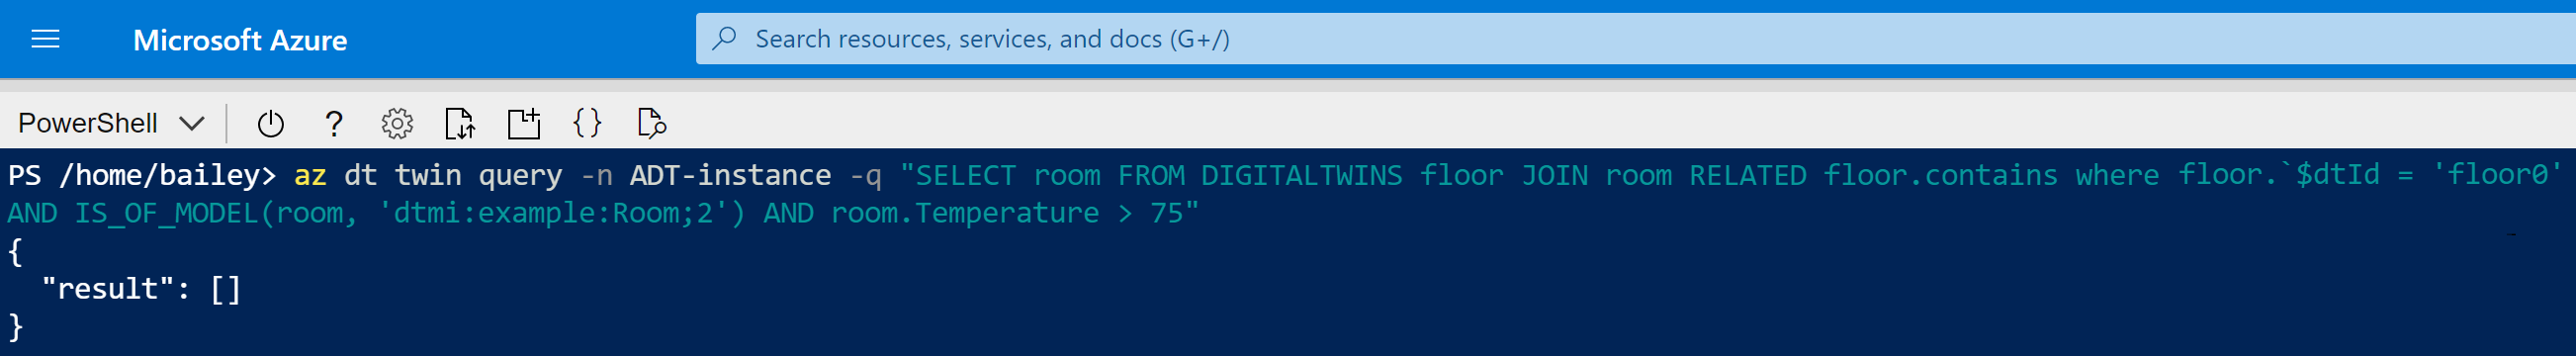 Microsoft Azure
Search resources, services, and docs (G+/)
PowerShell
PS /home/bailey> az dt twin query -n ADT-instance -q "SELECT room FROM DIGITALTWINS floor JOIN room RELATED floor.contains where floor.`$dtId = 'floor0'
AND IS_OF_MODEL(room, 'dtmi:example:Room;2') AND room.Temperature > 75"
{
  "result": []
}